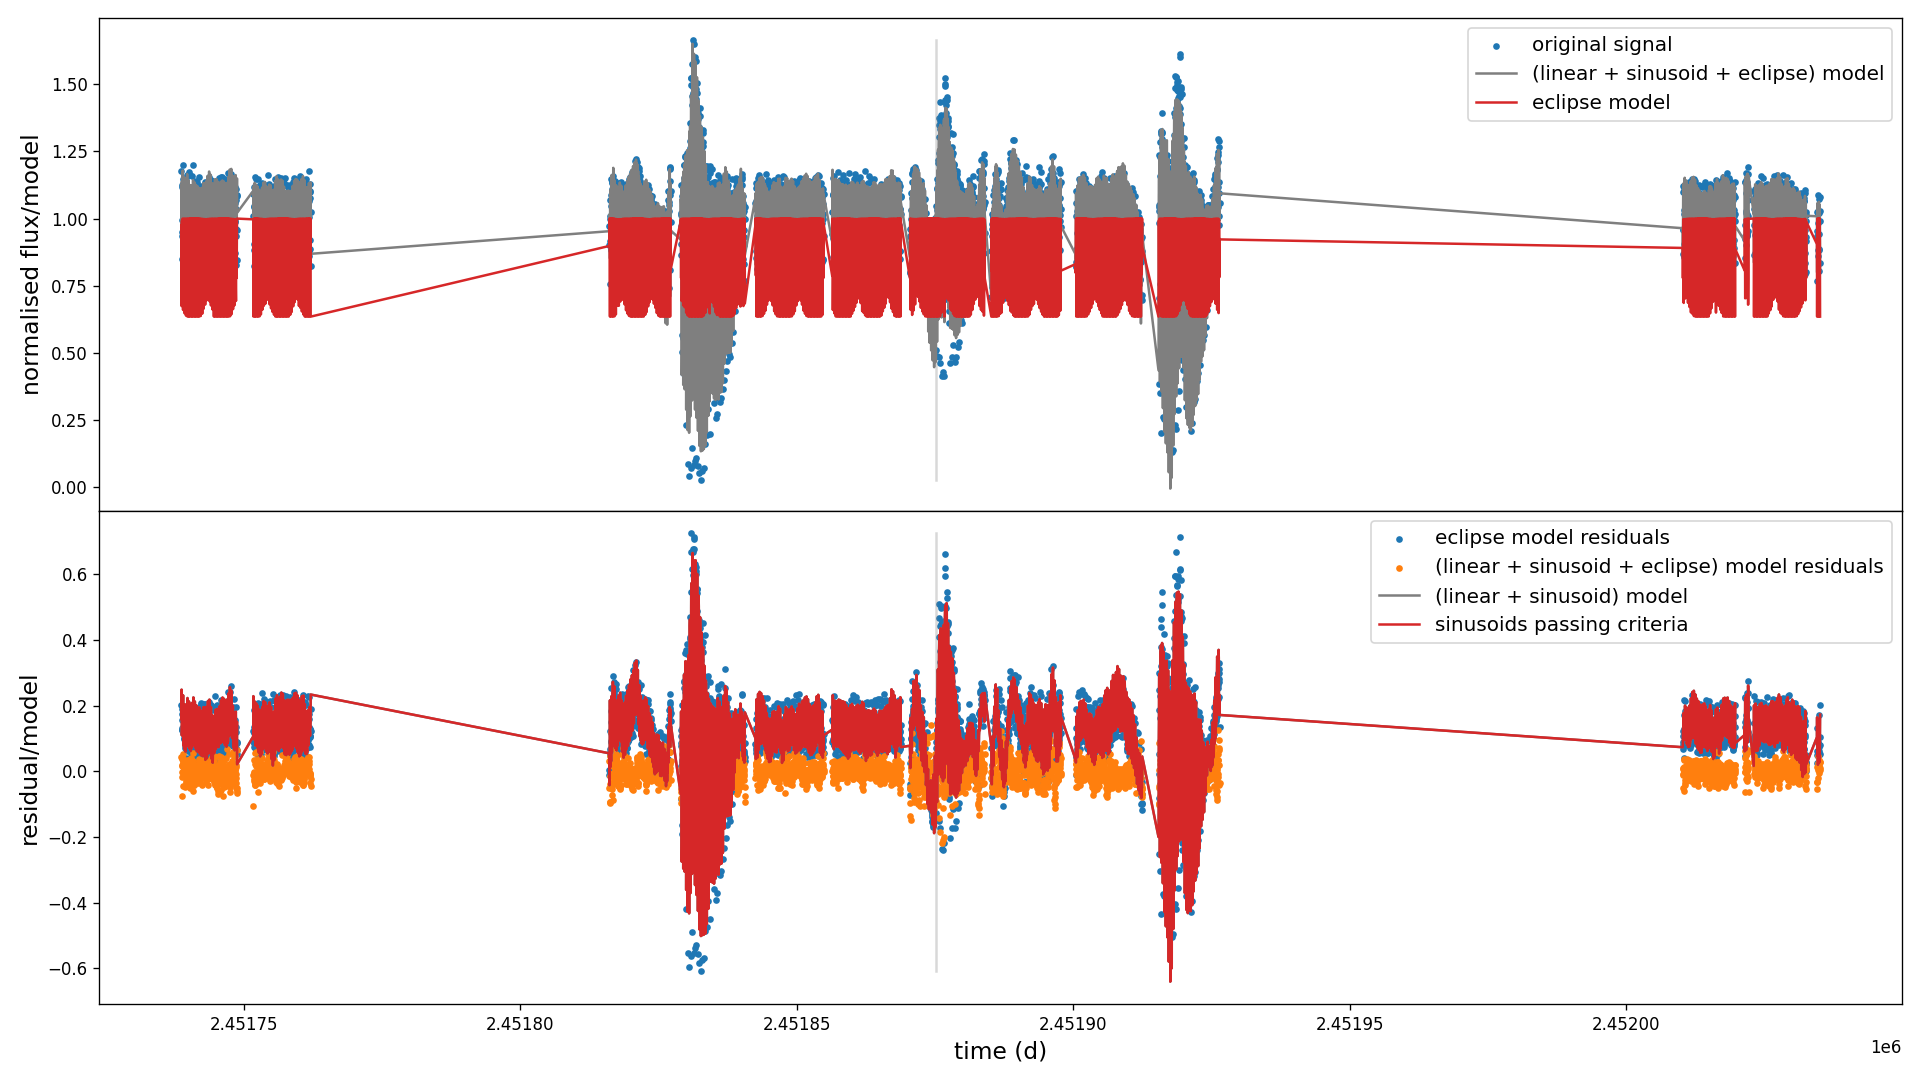 original signal
(linear + sinusoid + eclipse) model
eclipse model
normalised flux/model
1.50
1.25
1.00
0.75
0.50
0.25
0.00
eclipse model residuals
(linear + sinusoid + eclipse) model residuals
(linear + sinusoid) model
sinusoids passing criteria
residual/model
0.6
0.4
0.2
0.0
−0.2
−0.4
−0.6
2.45175 2.45180 2.45185 2.45190 2.45195 2.45200
time (d)
1e6